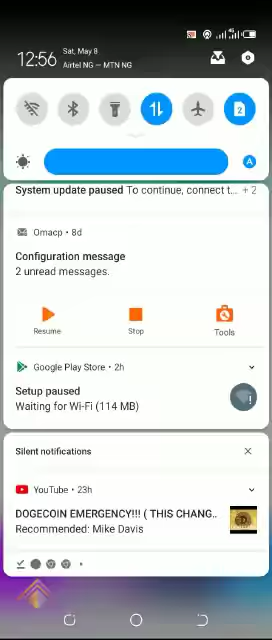 12:56
Sat, May 8
Airtel NG — MTN NG
2
A
System update paused To continue, connect t... + 2
Omacp • 8d
Configuration message
2 unread messages.
Resume
Stop
Tools
Google Play Store • 2h
Setup paused
Waiting for Wi-Fi (114 MB)
Silent notifications
YouTube • 23h
DOGECOIN EMERGENCY!!! ( THIS CHANG..
Recommended: Mike Davis